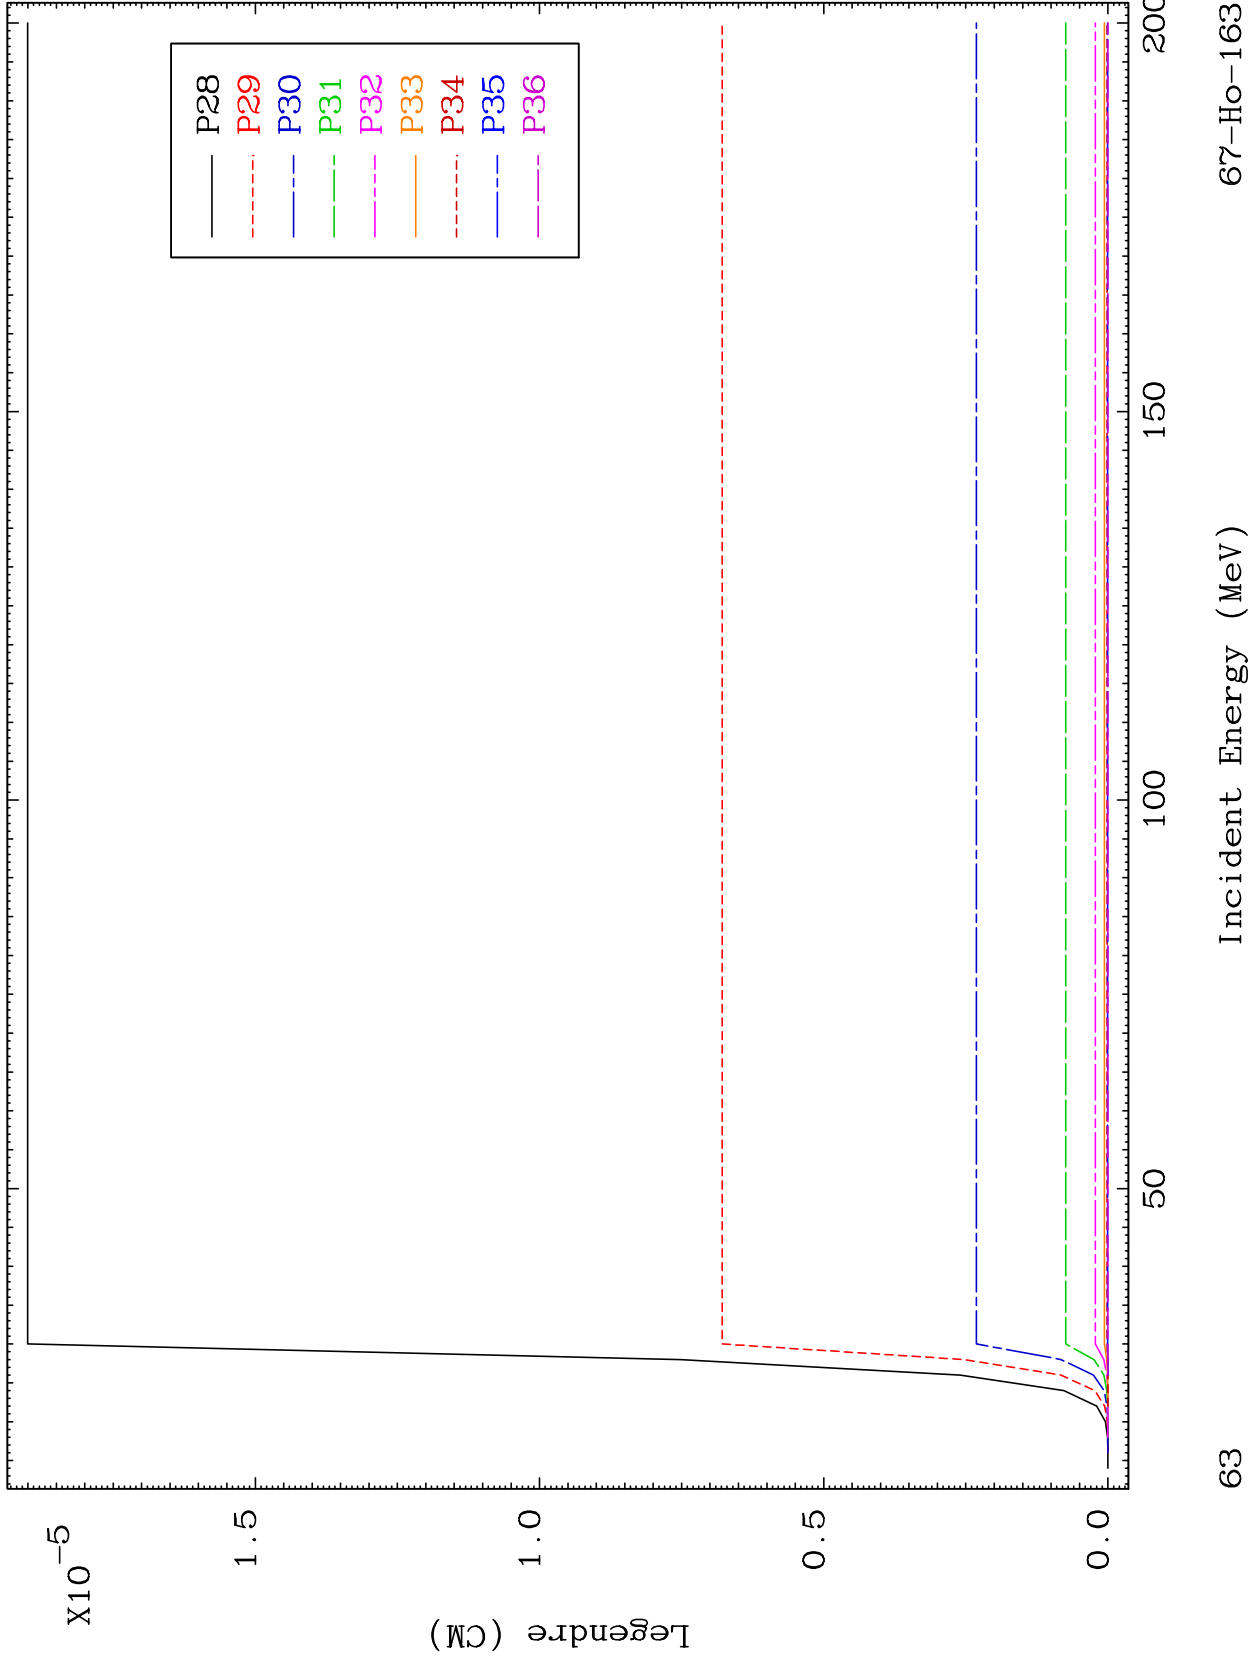 X10^-5
1.5
1.0
0.5
0.0
Legendre (CM)
P28
P29
P30
P31
P32
P33
P34
P35
P36
50
100
150
200
Incident Energy (MeV)
63
67-Ho-163